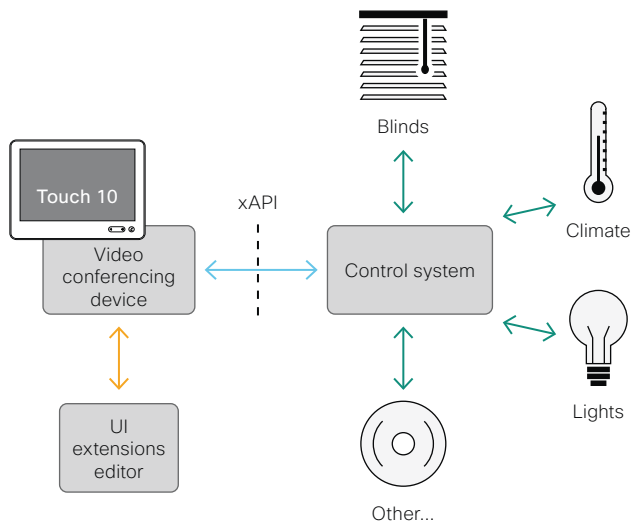 Blinds
Touch 10
xAPI
Climate
Video
conferencing
device
Control system
Lights
UI
extensions
editor
Other...